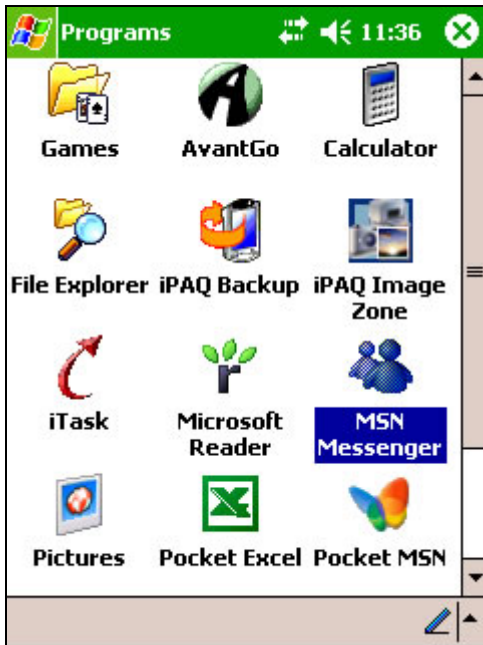 Programs 11:36
Games AvantGo Calculator
File Explorer iPAQ Backup iPAQ Image
Zone
iTask Microsoft MSN
Reader Messenger
Pictures Pocket Excel Pocket MSN